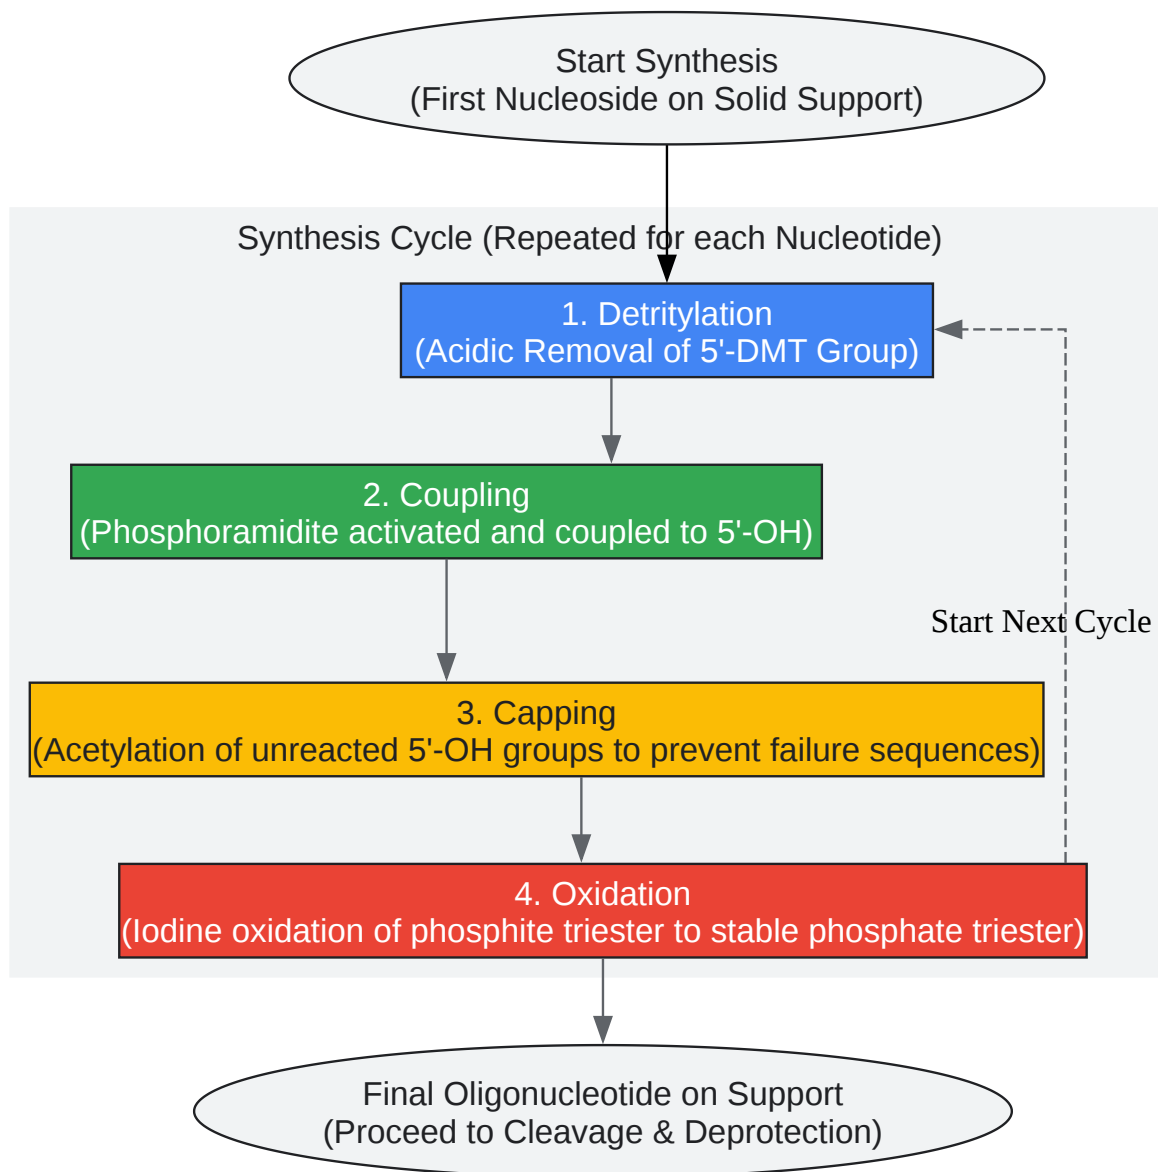 Start Synthesis
(First Nucleoside on Solid Support)
Synthesis Cycle (Repeated for each Nucleotide)
1. Detritylation
(Acidic Removal of 5'-DMT Group)
2. Coupling
(Phosphoramidite activated and coupled to 5'-OH)
Start Next Cycle
3. Capping
(Acetylation of unreacted 5'-OH groups to prevent failure sequences)
4. Oxidation
(Iodine oxidation of phosphite triester to stable phosphate triester)
Final Oligonucleotide on Support
(Proceed to Cleavage & Deprotection)